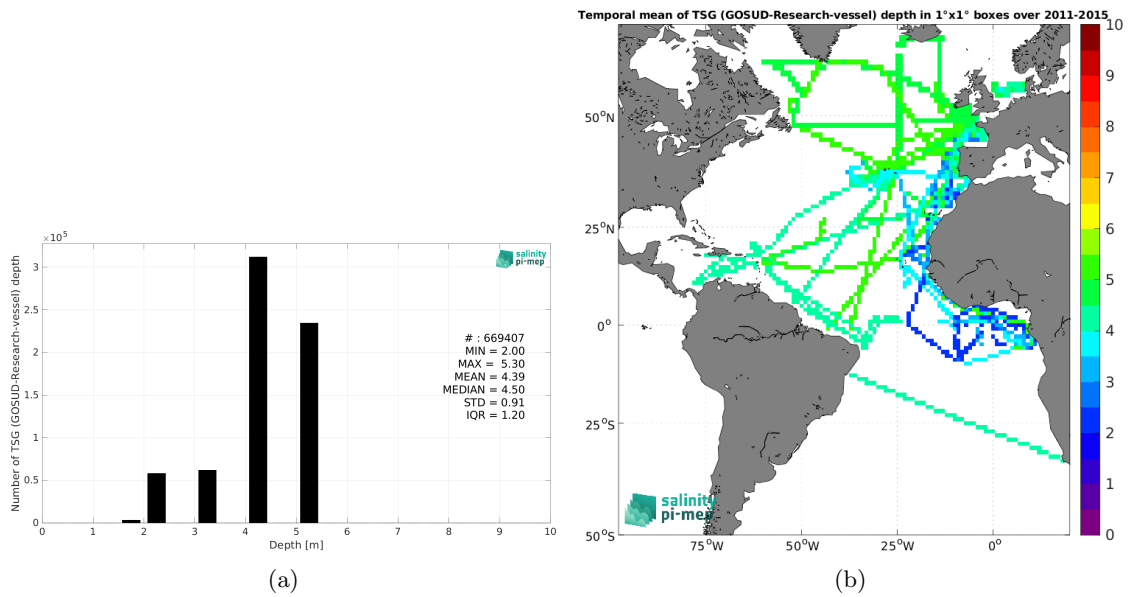 ×10⁵
3
2.5
2
1.5
1
0.5
0
Number of TSG (GOSUD-Research-vessel) depth
salinity
pi-mep
# : 669407
MIN = 2.00
MAX = 5.30
MEAN = 4.39
MEDIAN = 4.50
STD = 0.91
IQR = 1.20
0 1 2 3 4 5 6 7 8 9 10
Depth [m]
(a)
Temporal mean of TSG (GOSUD-Research-vessel) depth in 1°x1° boxes over 2011-2015
50°N
25°N
0°
25°S
50°S
75°W 50°W 25°W 0°
salinity
pi-mep
10
9
8
7
6
5
4
3
2
1
0
(b)